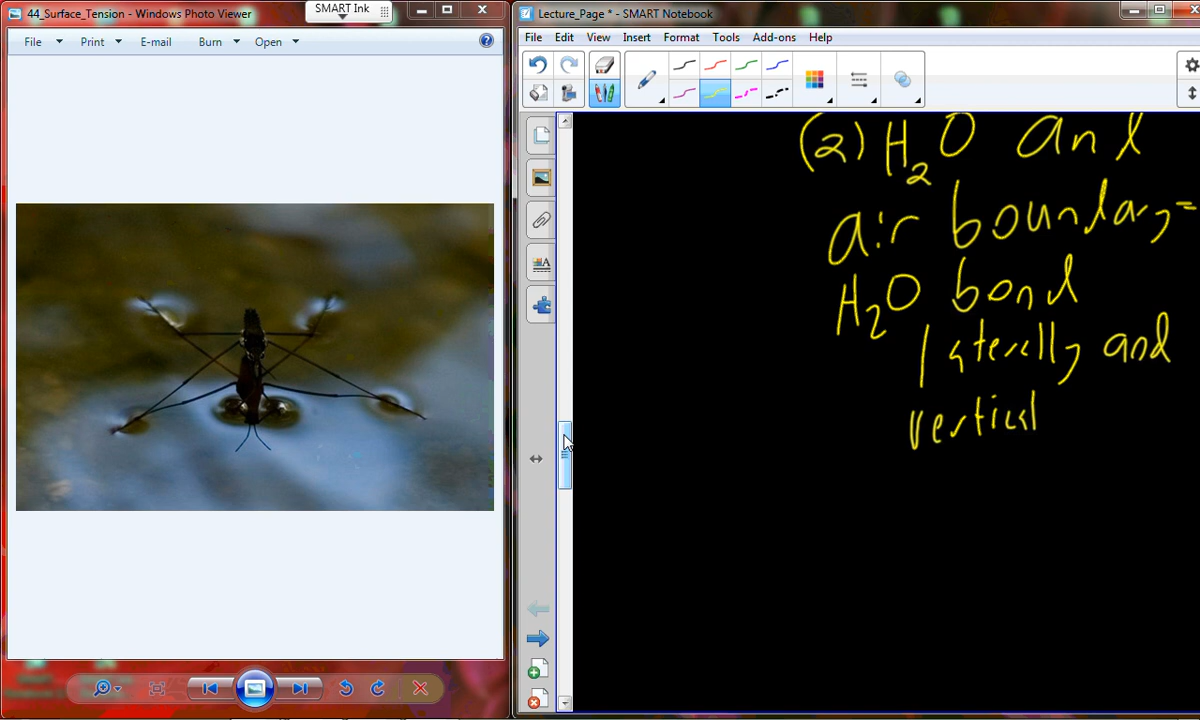 44_Surface_Tension - Windows Photo Viewer
SMART Ink
File Print E-mail Burn Open
Lecture_Page * - SMART Notebook
File Edit View Insert Format Tools Add-ons Help
(2) H2O and
air boundary=
H2O bond
laterally and
vertical